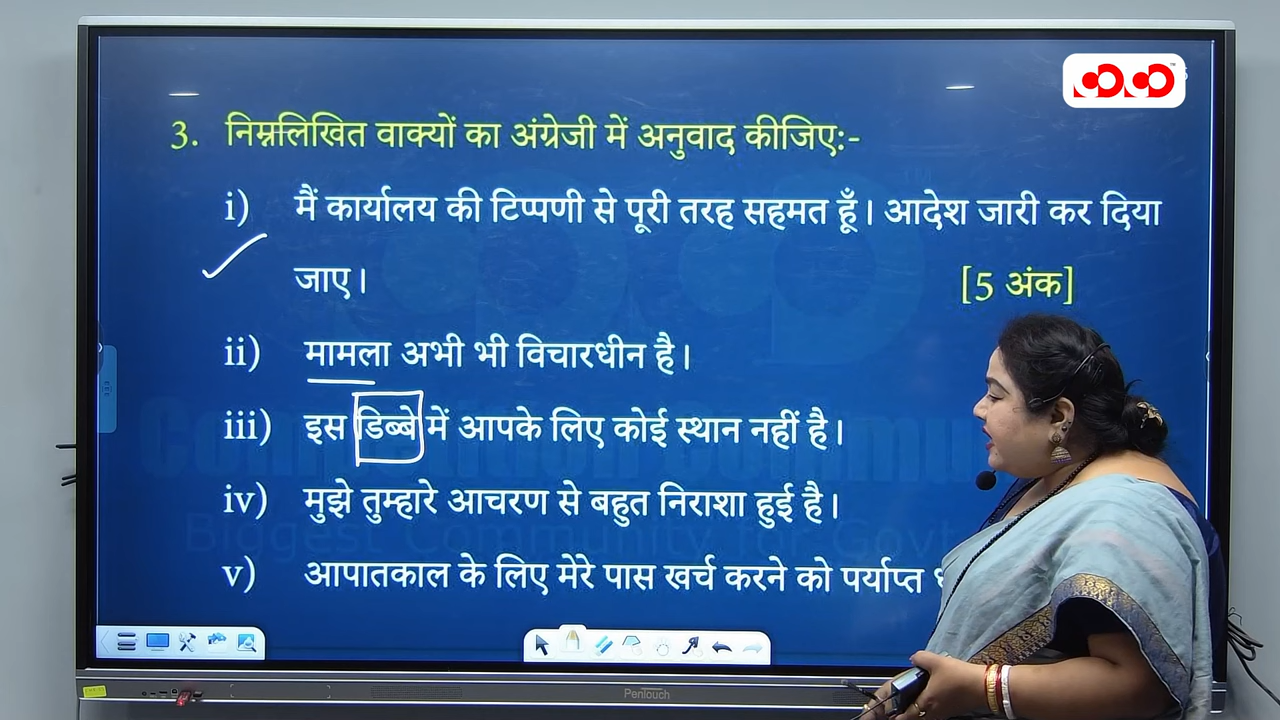 3. निम्नलिखित वाक्यों का अंग्रेजी में अनुवाद कीजिए:-
i) मैं कार्यालय की टिप्पणी से पूरी तरह सहमत हूँ। आदेश जारी कर दिया
जाए। [5 अंक]
ii) मामला अभी भी विचारधीन है।
iii) इस डिब्बे में आपके लिए कोई स्थान नहीं है।
iv) मुझे तुम्हारे आचरण से बहुत निराशा हुई है।
v) आपातकाल के लिए मेरे पास खर्च करने को पर्याप्त
Pentouch